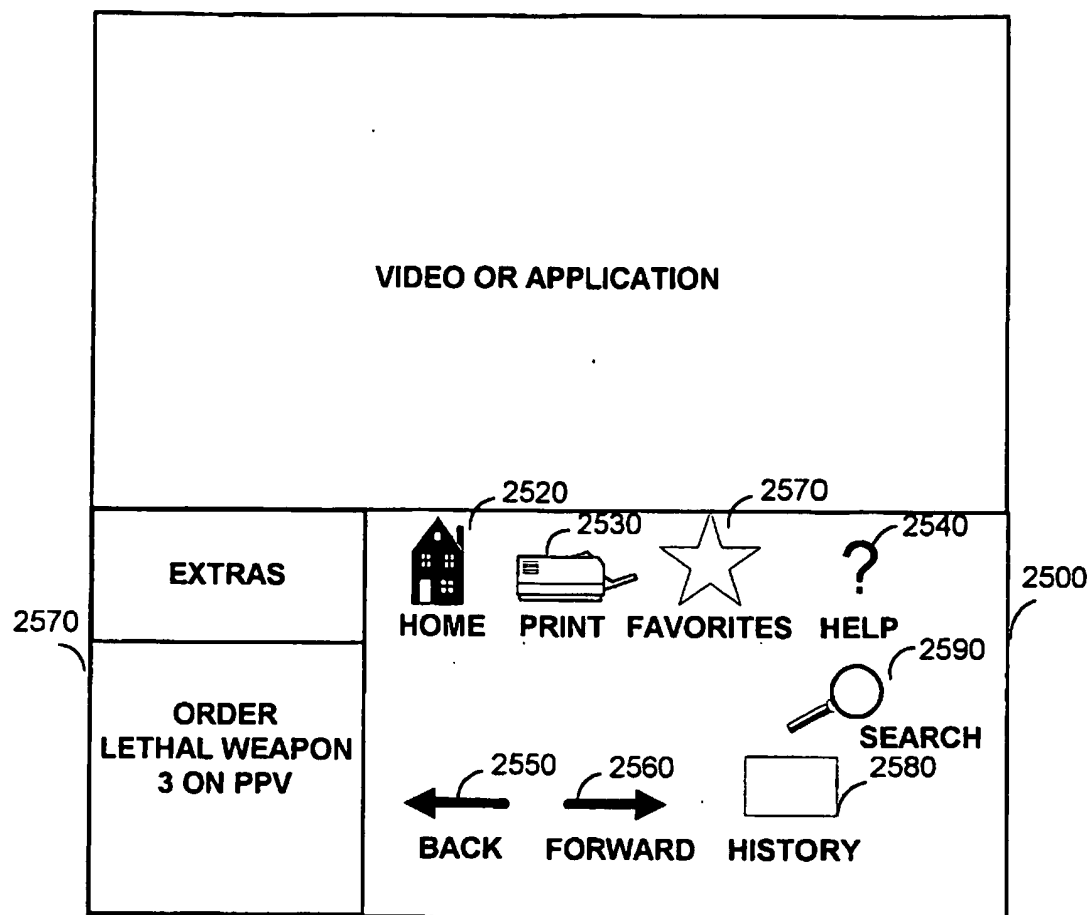 VIDEO OR APPLICATION
2520
2570
2530
2540
EXTRAS
2500
HOME PRINT FAVORITES HELP
2570
2590
ORDER
LETHAL WEAPON
3 ON PPV
SEARCH
2550
2560
2580
BACK FORWARD HISTORY